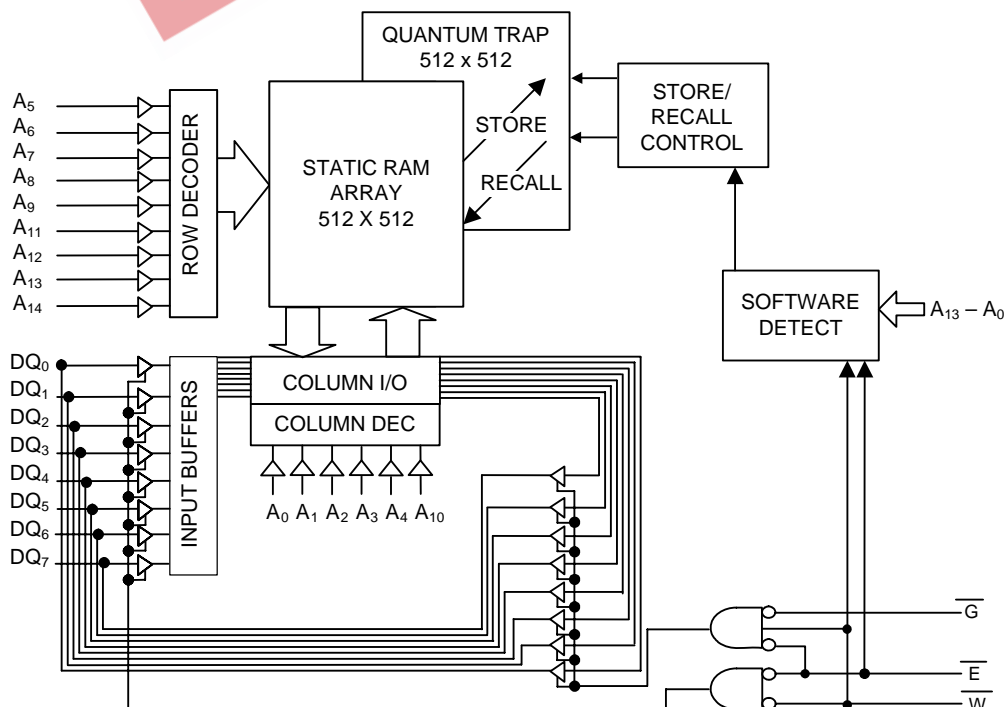 QUANTUM TRAP
512 x 512
STORE/
RECALL
CONTROL
STORE
RECALL
STATIC RAM
ARRAY
512 X 512
A5
A6
A7
A8
A9
A11
A12
A13
A14
ROW DECODER
SOFTWARE
DETECT
A13 – A0
DQ0
DQ1
DQ2
DQ3
DQ4
DQ5
DQ6
DQ7
INPUT BUFFERS
COLUMN I/O
COLUMN DEC
A0 A1 A2 A3 A4 A10
G
E
W